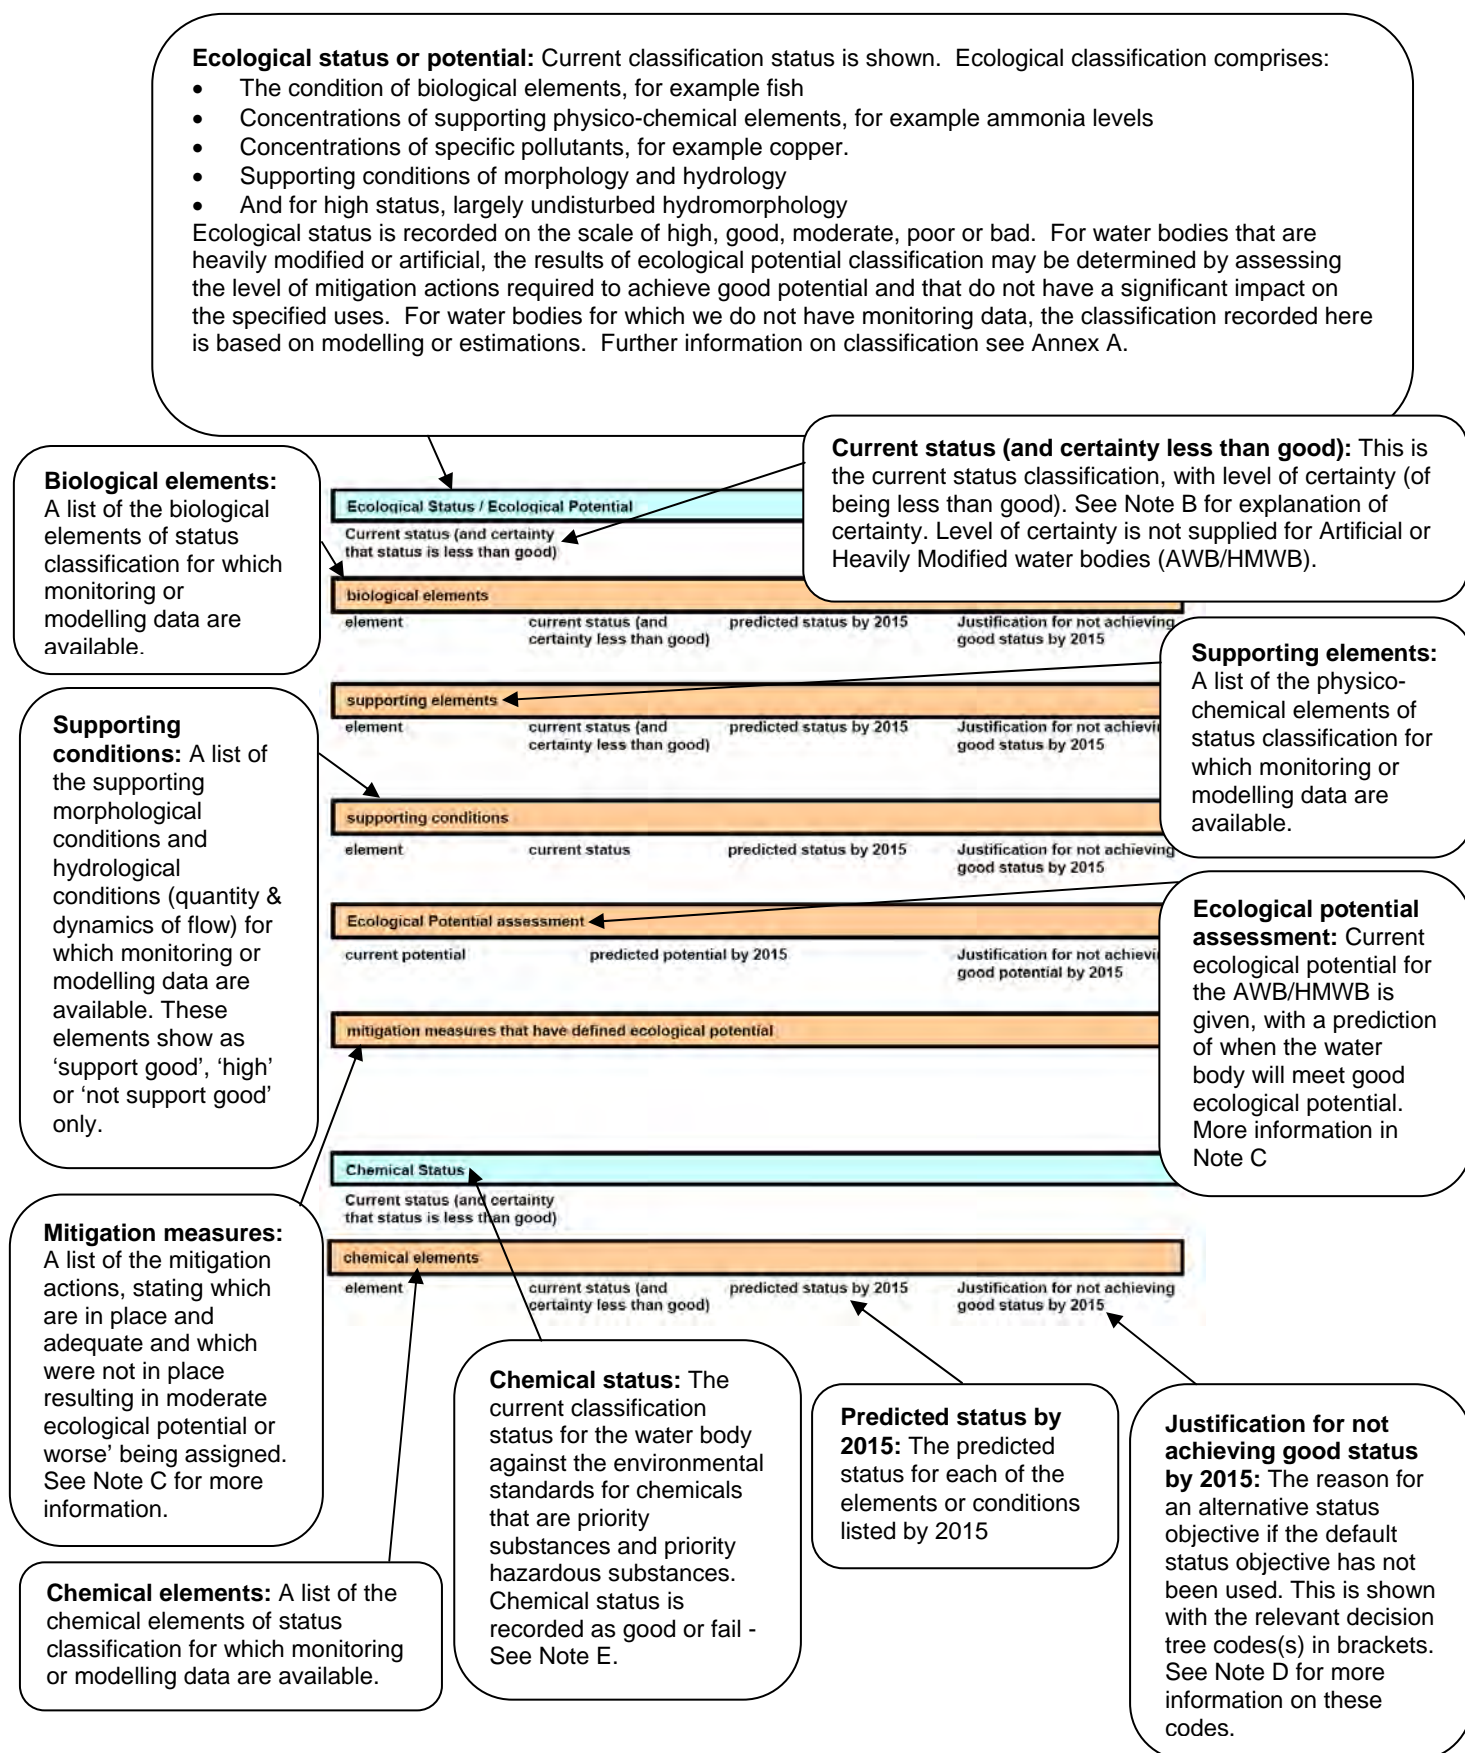 Ecological status or potential: Current classification status is shown.  Ecological classification comprises:
• The condition of biological elements, for example fish
• Concentrations of supporting physico-chemical elements, for example ammonia levels
• Concentrations of specific pollutants, for example copper.
• Supporting conditions of morphology and hydrology
• And for high status, largely undisturbed hydromorphology
Ecological status is recorded on the scale of high, good, moderate, poor or bad.  For water bodies that are
heavily modified or artificial, the results of ecological potential classification may be determined by assessing
the level of mitigation actions required to achieve good potential and that do not have a significant impact on
the specified uses.  For water bodies for which we do not have monitoring data, the classification recorded here
is based on modelling or estimations.  Further information on classification see Annex A.
Current status (and certainty less than good): This is
the current status classification, with level of certainty (of
being less than good). See Note B for explanation of
certainty. Level of certainty is not supplied for Artificial or
Heavily Modified water bodies (AWB/HMWB).
Biological elements:
A list of the biological
elements of status
classification for which
monitoring or
modelling data are
available.
Ecological Status / Ecological Potential
Current status (and certainty
that status is less than good)
biological elements
element current status (and predicted status by 2015 Justification for not achieving
certainty less than good) good status by 2015
Supporting elements:
A list of the physico-
chemical elements of
status classification for
which monitoring or
modelling data are
available.
supporting elements
element current status (and predicted status by 2015 Justification for not achievi
certainty less than good) good status by 2015
Supporting
conditions: A list of
the supporting
morphological
conditions and
hydrological
conditions (quantity &
dynamics of flow) for
which monitoring or
modelling data are
available. These
elements show as
‘support good’, ‘high’
or ‘not support good’
only.
supporting conditions
element current status predicted status by 2015 Justification for not achieving
good status by 2015
Ecological potential
assessment: Current
ecological potential for
the AWB/HMWB is
given, with a prediction
of when the water
body will meet good
ecological potential.
More information in
Note C
Ecological Potential assessment
current potential predicted potential by 2015 Justification for not achievi
good potential by 2015
mitigation measures that have defined ecological potential
Chemical Status
Current status (and certainty
that status is less than good)
Mitigation measures:
A list of the mitigation
actions, stating which
are in place and
adequate and which
were not in place
resulting in moderate
ecological potential or
worse’ being assigned.
See Note C for more
information.
chemical elements
element current status (and predicted status by 2015 Justification for not achieving
certainty less than good) good status by 2015
Chemical status: The
current classification
status for the water body
against the environmental
standards for chemicals
that are priority
substances and priority
hazardous substances.
Chemical status is
recorded as good or fail -
See Note E.
Predicted status by
2015: The predicted
status for each of the
elements or conditions
listed by 2015
Justification for not
achieving good status
by 2015: The reason for
an alternative status
objective if the default
status objective has not
been used. This is shown
with the relevant decision
tree codes(s) in brackets.
See Note D for more
information on these
codes.
Chemical elements: A list of the
chemical elements of status
classification for which monitoring
or modelling data are available.